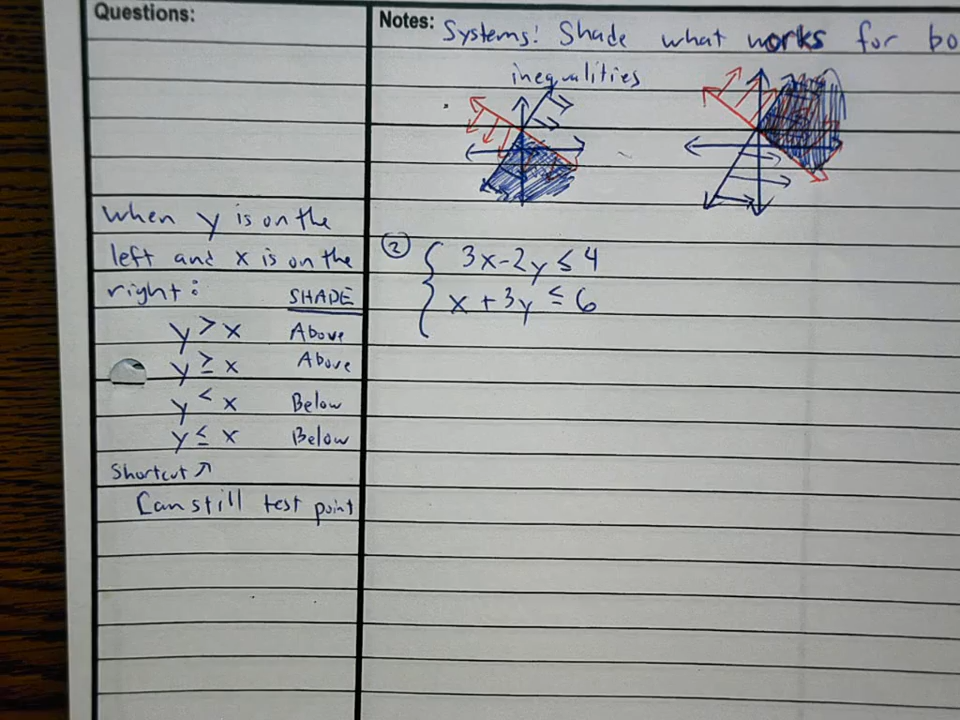 Questions:
Notes: Systems: Shade what works for bo
inequalities
when y is on the
left and x is on the
right: SHADE
y > x Above
y ≥ x Above
y < x Below
y ≤ x Below
Shortcut ↗
Can still test point
② { 3x-2y ≤ 4
x + 3y ≤ 6